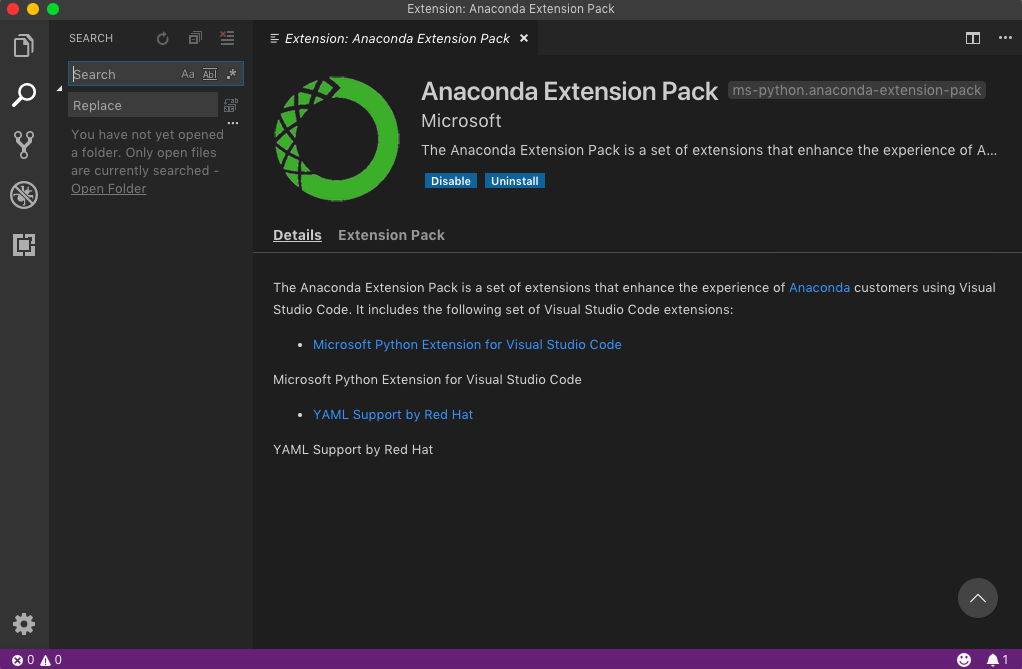 Extension: Anaconda Extension Pack
SEARCH
Search
Aa
Abl
.*
Replace
You have not yet opened
a folder. Only open files
are currently searched -
Open Folder
Extension: Anaconda Extension Pack
Anaconda Extension Pack ms-python.anaconda-extension-pack
Microsoft
The Anaconda Extension Pack is a set of extensions that enhance the experience of A...
Disable Uninstall
Details Extension Pack
The Anaconda Extension Pack is a set of extensions that enhance the experience of Anaconda customers using Visual
Studio Code. It includes the following set of Visual Studio Code extensions:
• Microsoft Python Extension for Visual Studio Code
Microsoft Python Extension for Visual Studio Code
• YAML Support by Red Hat
YAML Support by Red Hat
0 0
1